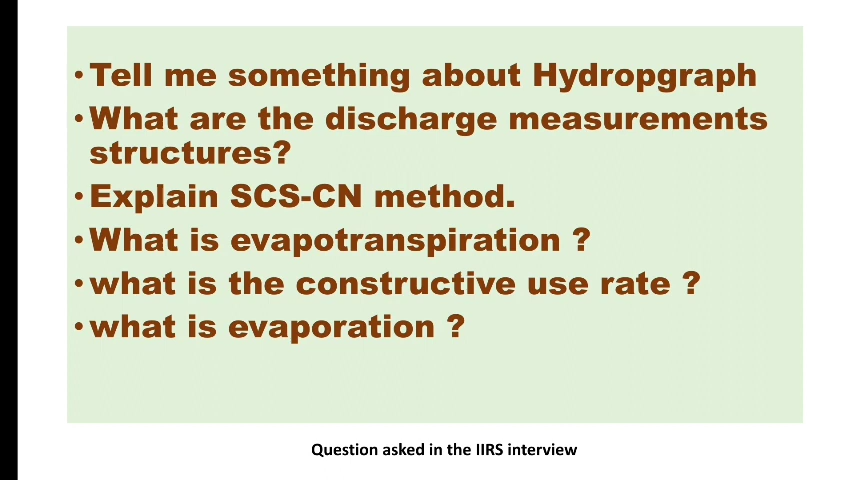 • Tell me something about Hydropgraph
• What are the discharge measurements
structures?
• Explain SCS-CN method.
• What is evapotranspiration ?
• what is the constructive use rate ?
• what is evaporation ?
Question asked in the IIRS interview